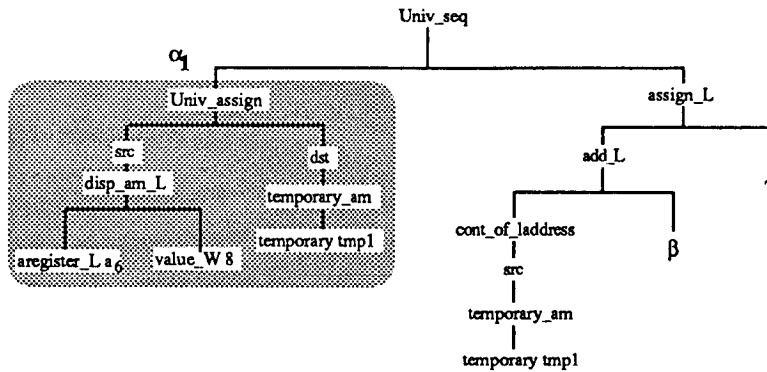 Univ_seq
α1
Univ_assign
assign_L
src
dst
add_L
disp_am_L
temporary_am
cont_of_laddress
β
aregister_L a6
value_W 8
temporary tmp1
src
temporary_am
temporary tmp1